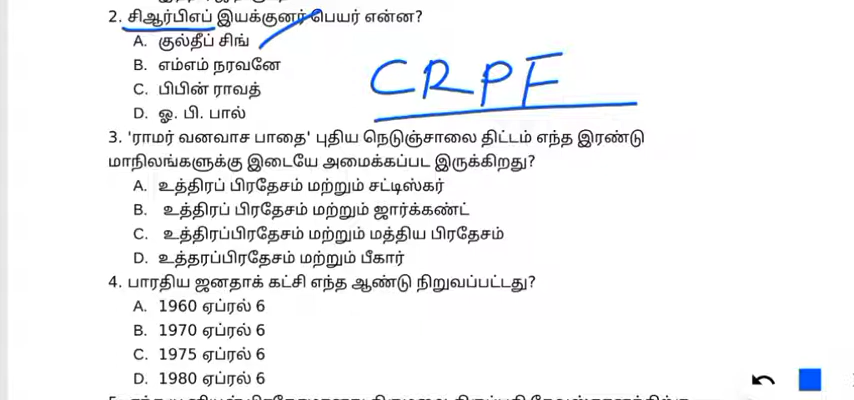 2. சிஆர்பிஎப் இயக்குனர் பெயர் என்ன?
A. குல்தீப் சிங்
B. எம்எம் நரவனே
C. பிபின் ராவத்
D. ஓ. பி. பால்
CRPF
3. 'ராமர் வனவாச பாதை' புதிய நெடுஞ்சாலை திட்டம் எந்த இரண்டு
மாநிலங்களுக்கு இடையே அமைக்கப்பட இருக்கிறது?
A. உத்திரப் பிரதேசம் மற்றும் சட்டிஸ்கர்
B. உத்திரப் பிரதேசம் மற்றும் ஜார்க்கண்ட்
C. உத்திரப்பிரதேசம் மற்றும் மத்திய பிரதேசம்
D. உத்தரப்பிரதேசம் மற்றும் பீகார்
4. பாரதிய ஜனதாக் கட்சி எந்த ஆண்டு நிறுவப்பட்டது?
A. 1960 ஏப்ரல் 6
B. 1970 ஏப்ரல் 6
C. 1975 ஏப்ரல் 6
D. 1980 ஏப்ரல் 6